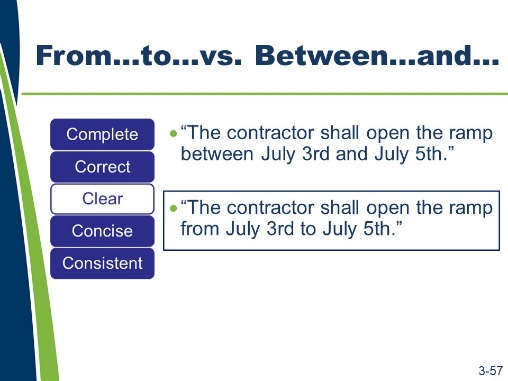 From...to...vs. Between...and...
Complete
Correct
Clear
Concise
Consistent
• “The contractor shall open the ramp
between July 3rd and July 5th.”
• “The contractor shall open the ramp
from July 3rd to July 5th.”
3-57